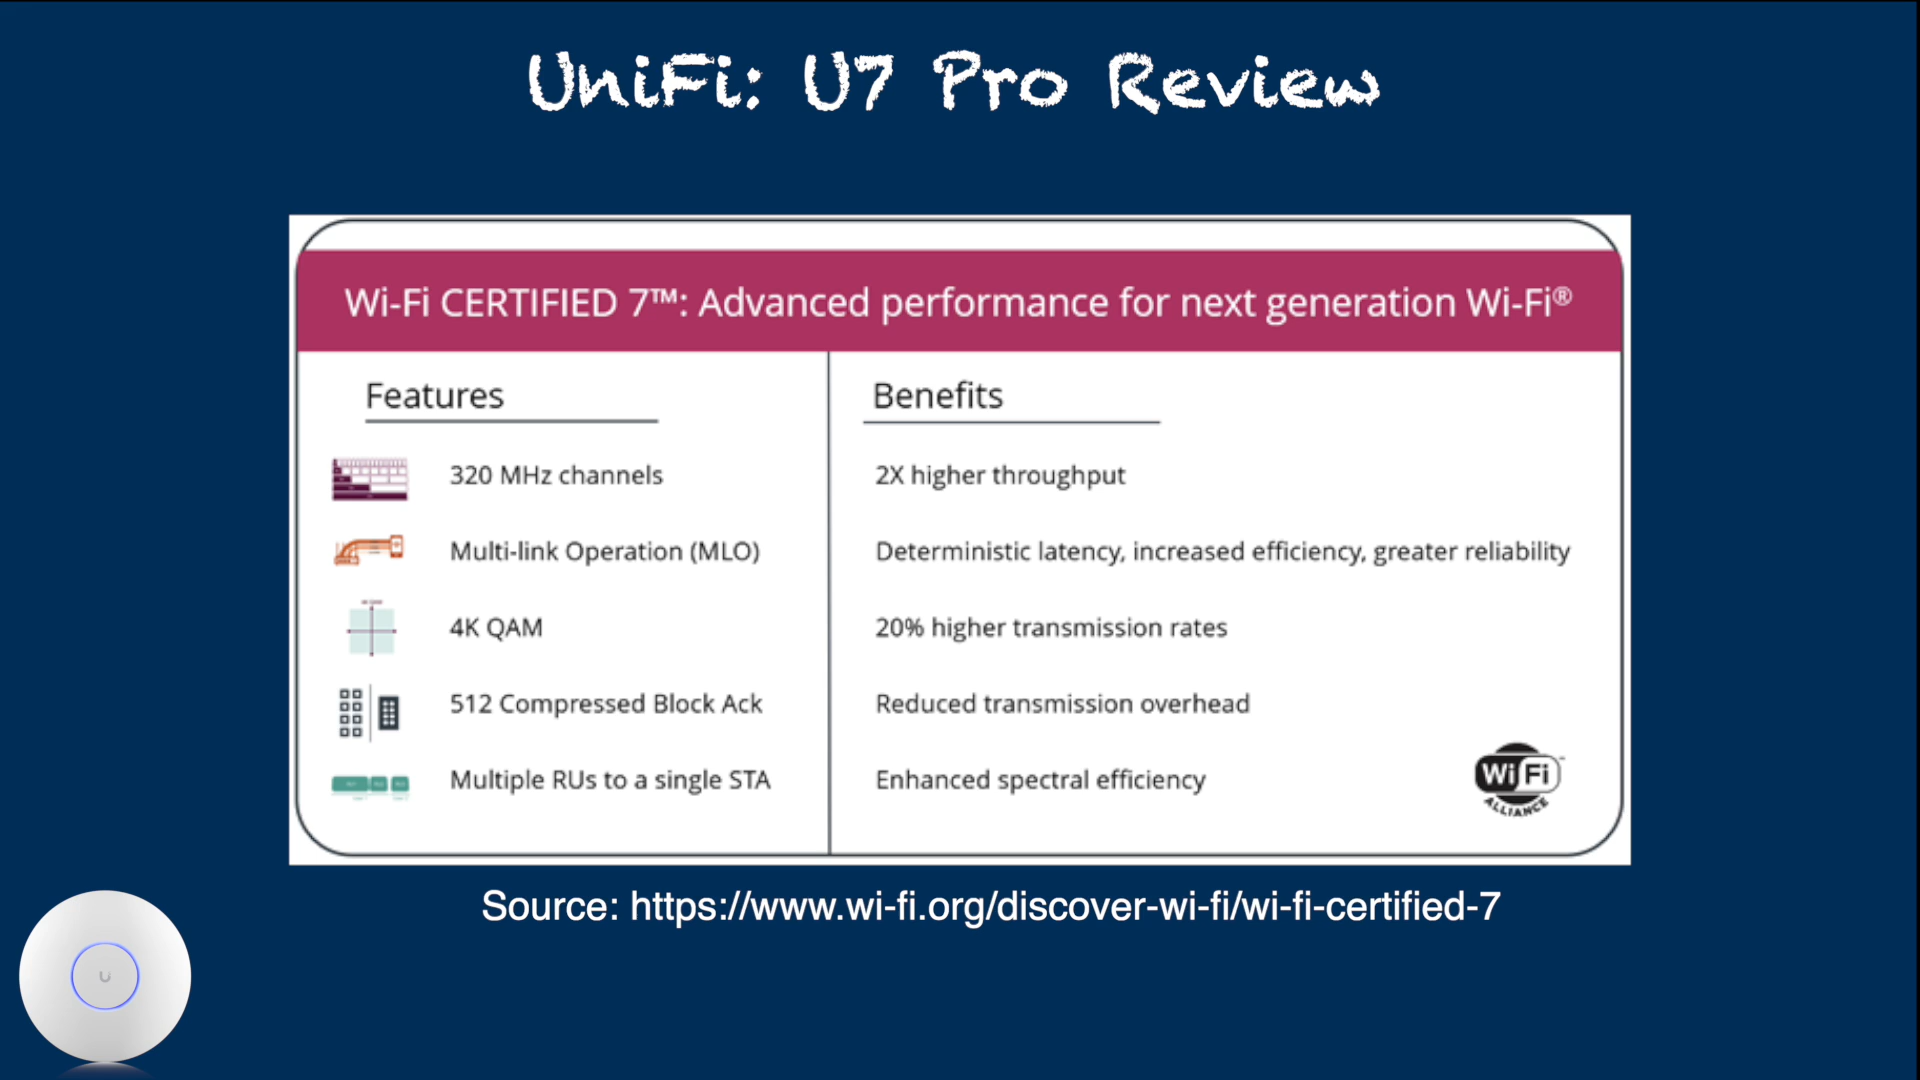 UniFi: U7 Pro Review
Wi-Fi CERTIFIED 7™: Advanced performance for next generation Wi-Fi®
Features
Benefits
320 MHz channels
2X higher throughput
Multi-link Operation (MLO)
Deterministic latency, increased efficiency, greater reliability
4K QAM
20% higher transmission rates
512 Compressed Block Ack
Reduced transmission overhead
Multiple RUs to a single STA
Enhanced spectral efficiency
Wi Fi
ALLIANCE
Source: https://www.wi-fi.org/discover-wi-fi/wi-fi-certified-7
U